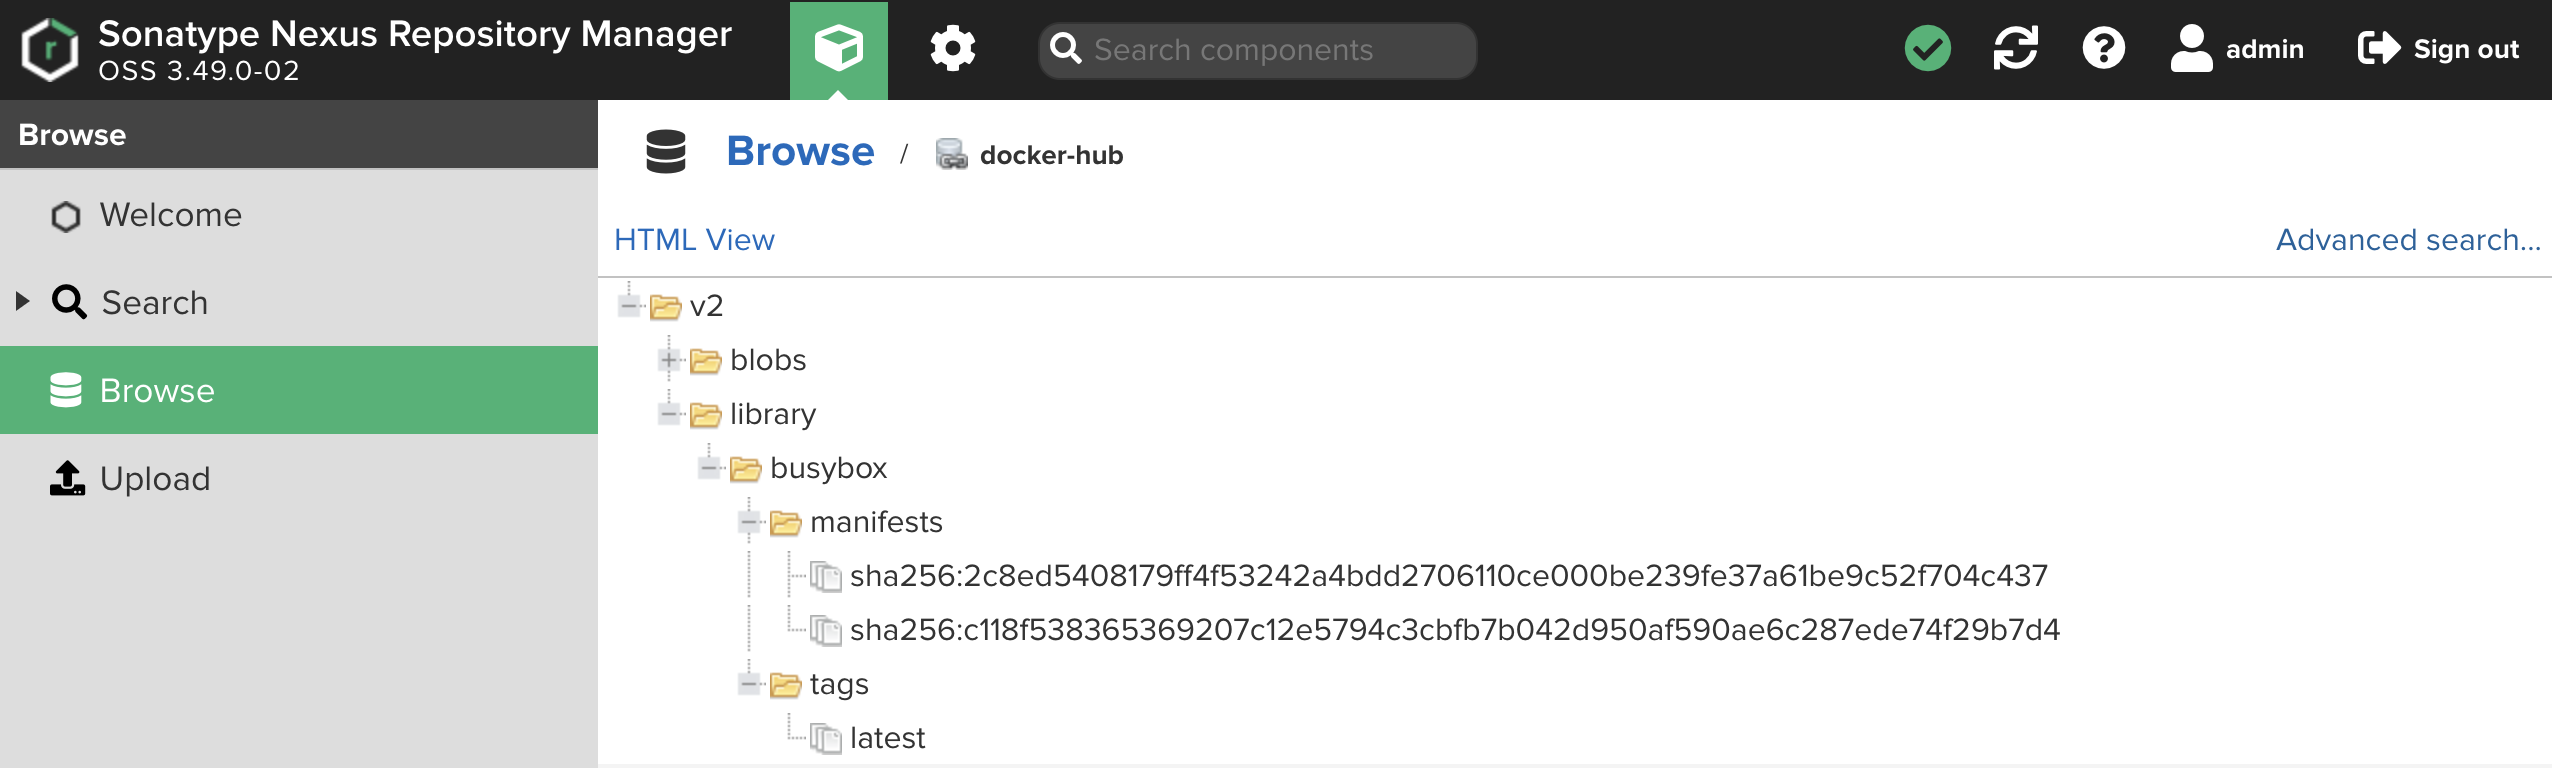 Sonatype Nexus Repository Manager
OSS 3.49.0-02
Search components
admin
Sign out
Browse
Welcome
Search
Browse
Upload
Browse / docker-hub
HTML View
Advanced search...
v2
blobs
library
busybox
manifests
sha256:2c8ed5408179ff4f53242a4bdd2706110ce000be239fe37a61be9c52f704c437
sha256:c118f538365369207c12e5794c3cbfb7b042d950af590ae6c287ede74f29b7d4
tags
latest